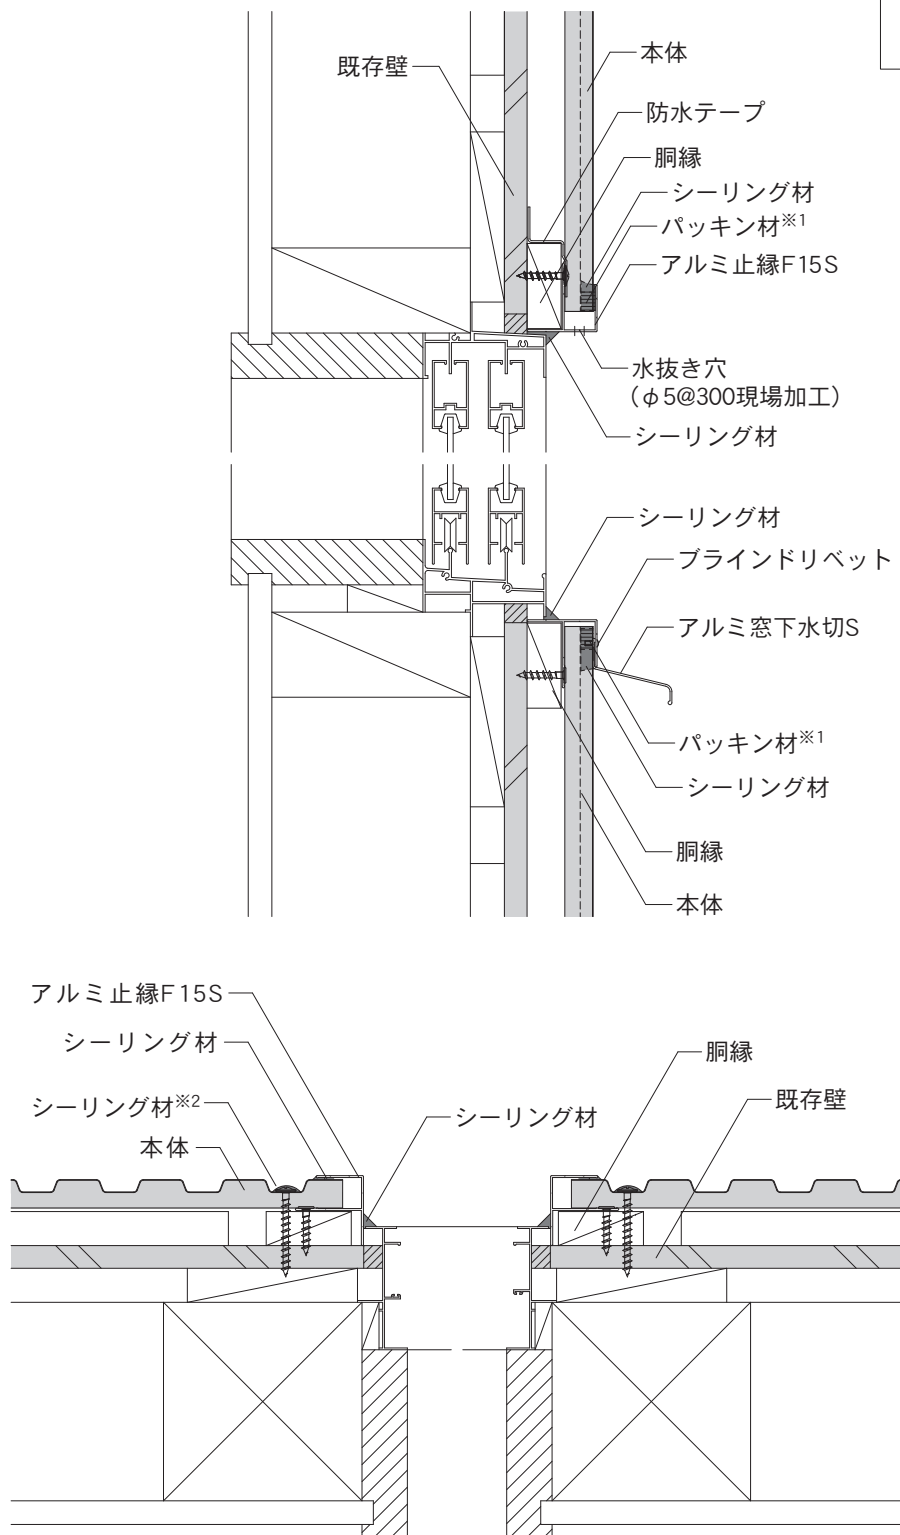 既存壁
本体
防水テープ
胴縁
シーリング材
パッキン材※1
アルミ止縁F15S
水抜き穴
（φ5@300現場加工）
シーリング材
シーリング材
ブラインドリベット
アルミ窓下水切S
パッキン材※1
シーリング材
胴縁
本体
アルミ止縁F15S
シーリング材
シーリング材※2
本体
シーリング材
胴縁
既存壁